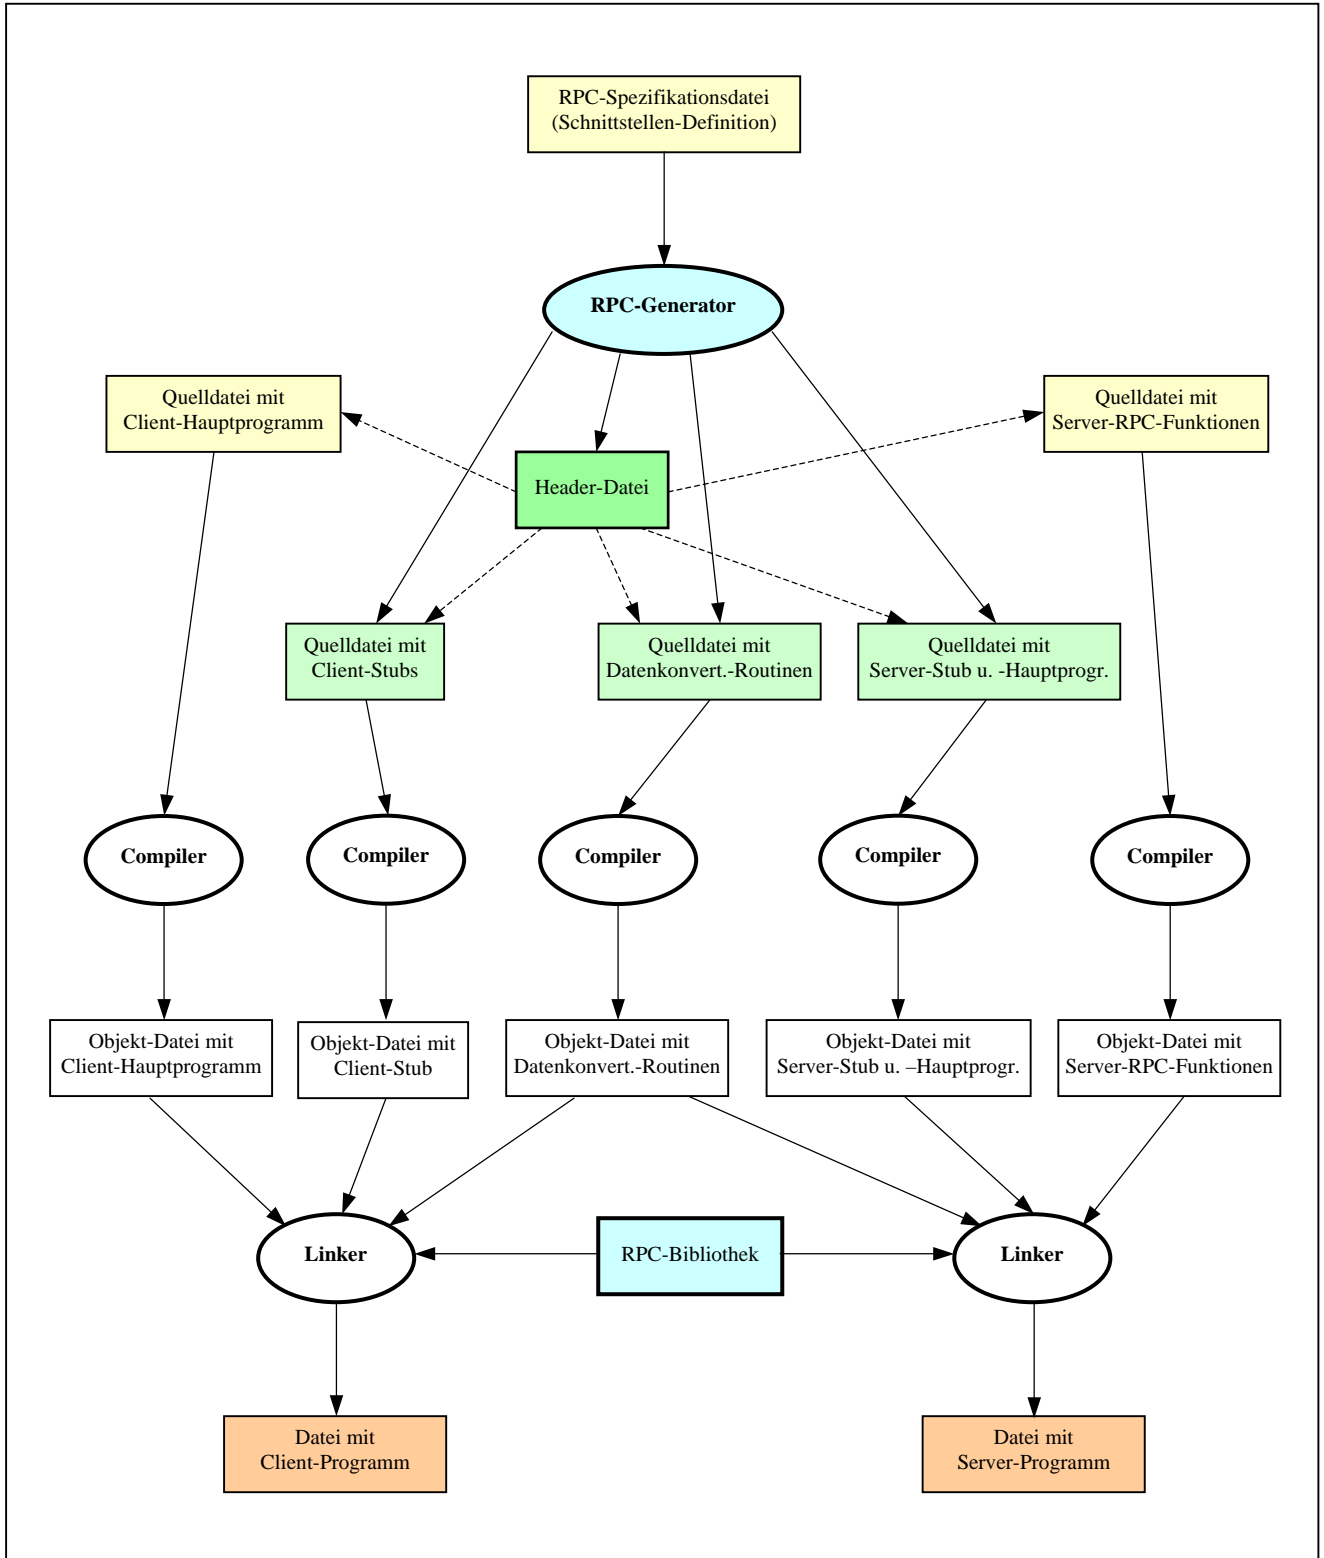 RPC-Spezifikationsdatei
(Schnittstellen-Definition)
RPC-Generator
Quelldatei mit
Client-Hauptprogramm
Quelldatei mit
Server-RPC-Funktionen
Header-Datei
Quelldatei mit
Client-Stubs
Quelldatei mit
Datenkonvert.-Routinen
Quelldatei mit
Server-Stub u. -Hauptprogr.
Compiler
Compiler
Compiler
Compiler
Compiler
Objekt-Datei mit
Client-Hauptprogramm
Objekt-Datei mit
Client-Stub
Objekt-Datei mit
Datenkonvert.-Routinen
Objekt-Datei mit
Server-Stub u. –Hauptprogr.
Objekt-Datei mit
Server-RPC-Funktionen
Linker
RPC-Bibliothek
Linker
Datei mit
Client-Programm
Datei mit
Server-Programm